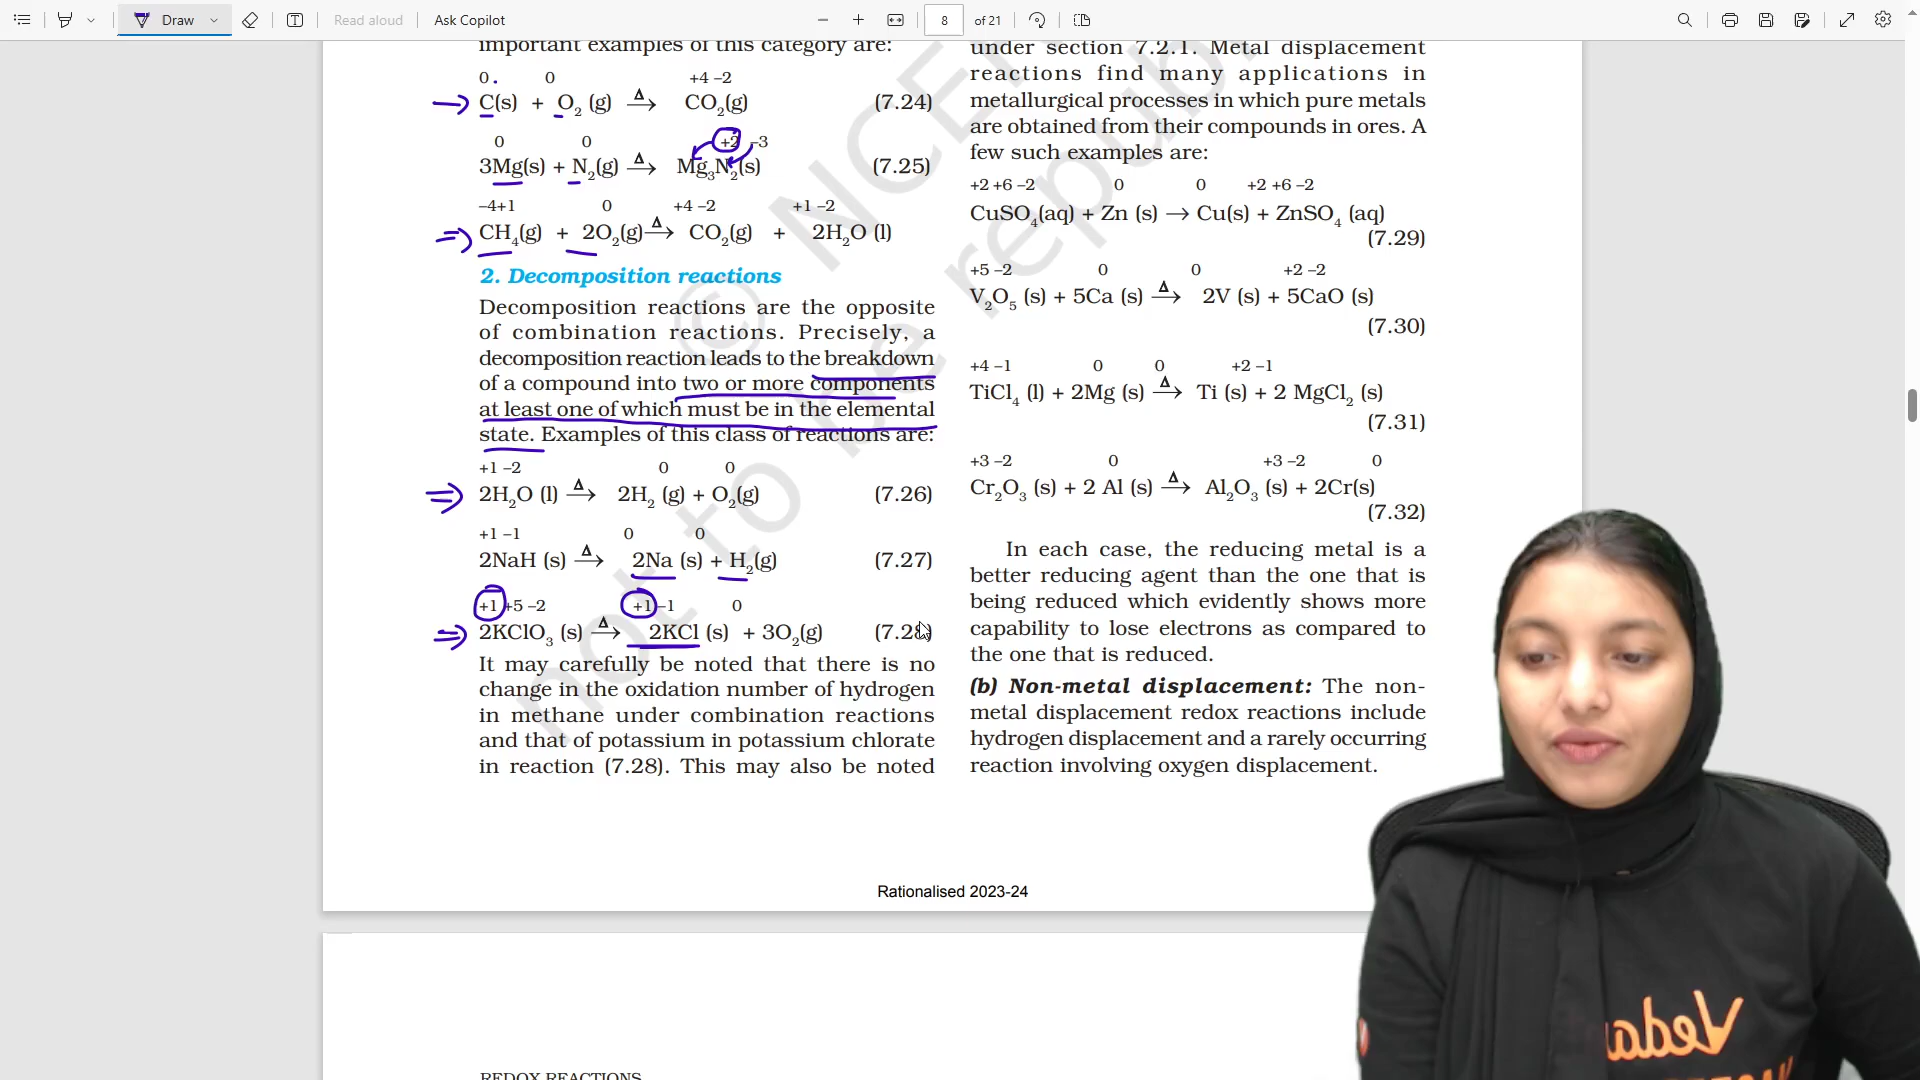 Draw
Read aloud
Ask Copilot
8
of 21
important examples of this category are:
0 0 +4 –2
C(s) + O2 (g) Δ→ CO2(g) (7.24)
0 0 +2 –3
3Mg(s) + N2(g) Δ→ Mg3N2(s) (7.25)
–4+1 0 +4 –2 +1 –2
CH4(g) + 2O2(g) Δ→ CO2(g) + 2H2O (l)
2. Decomposition reactions
Decomposition reactions are the opposite
of combination reactions. Precisely, a
decomposition reaction leads to the breakdown
of a compound into two or more components
at least one of which must be in the elemental
state. Examples of this class of reactions are:
+1 –2 0 0
2H2O (l) Δ→ 2H2 (g) + O2(g) (7.26)
+1 –1 0 0
2NaH (s) Δ→ 2Na (s) + H2(g) (7.27)
+1 +5 –2 +1 –1 0
2KClO3 (s) Δ→ 2KCl (s) + 3O2(g) (7.28)
It may carefully be noted that there is no
change in the oxidation number of hydrogen
in methane under combination reactions
and that of potassium in potassium chlorate
in reaction (7.28). This may also be noted
under section 7.2.1. Metal displacement
reactions find many applications in
metallurgical processes in which pure metals
are obtained from their compounds in ores. A
few such examples are:
+2 +6 –2 0 0 +2 +6 –2
CuSO4(aq) + Zn (s) → Cu(s) + ZnSO4 (aq)
(7.29)
+5 –2 0 0 +2 –2
V2O5 (s) + 5Ca (s) Δ→ 2V (s) + 5CaO (s)
(7.30)
+4 –1 0 0 +2 –1
TiCl4 (l) + 2Mg (s) Δ→ Ti (s) + 2 MgCl2 (s)
(7.31)
+3 –2 0 +3 –2 0
Cr2O3 (s) + 2 Al (s) Δ→ Al2O3 (s) + 2Cr(s)
(7.32)
In each case, the reducing metal is a
better reducing agent than the one that is
being reduced which evidently shows more
capability to lose electrons as compared to
the one that is reduced.
(b) Non-metal displacement: The non-
metal displacement redox reactions include
hydrogen displacement and a rarely occurring
reaction involving oxygen displacement.
© NCERT
not to be republ
Rationalised 2023-24
REDOX REACTIONS
Veda